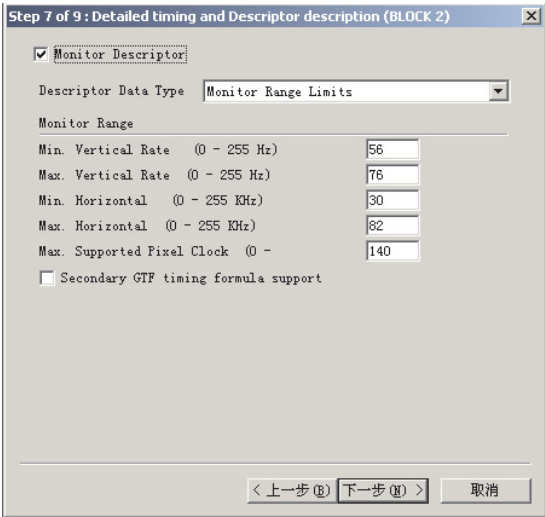 Step 7 of 9 : Detailed timing and Descriptor description (BLOCK 2)
Monitor Descriptor
Descriptor Data Type Monitor Range Limits
Monitor Range
Min. Vertical Rate (0 - 255 Hz) 56
Max. Vertical Rate (0 - 255 Hz) 76
Min. Horizontal (0 - 255 KHz) 30
Max. Horizontal (0 - 255 KHz) 82
Max. Supported Pixel Clock (0 - 140
Secondary GTF timing formula support
< 上一步(B) 下一步(N) > 取消